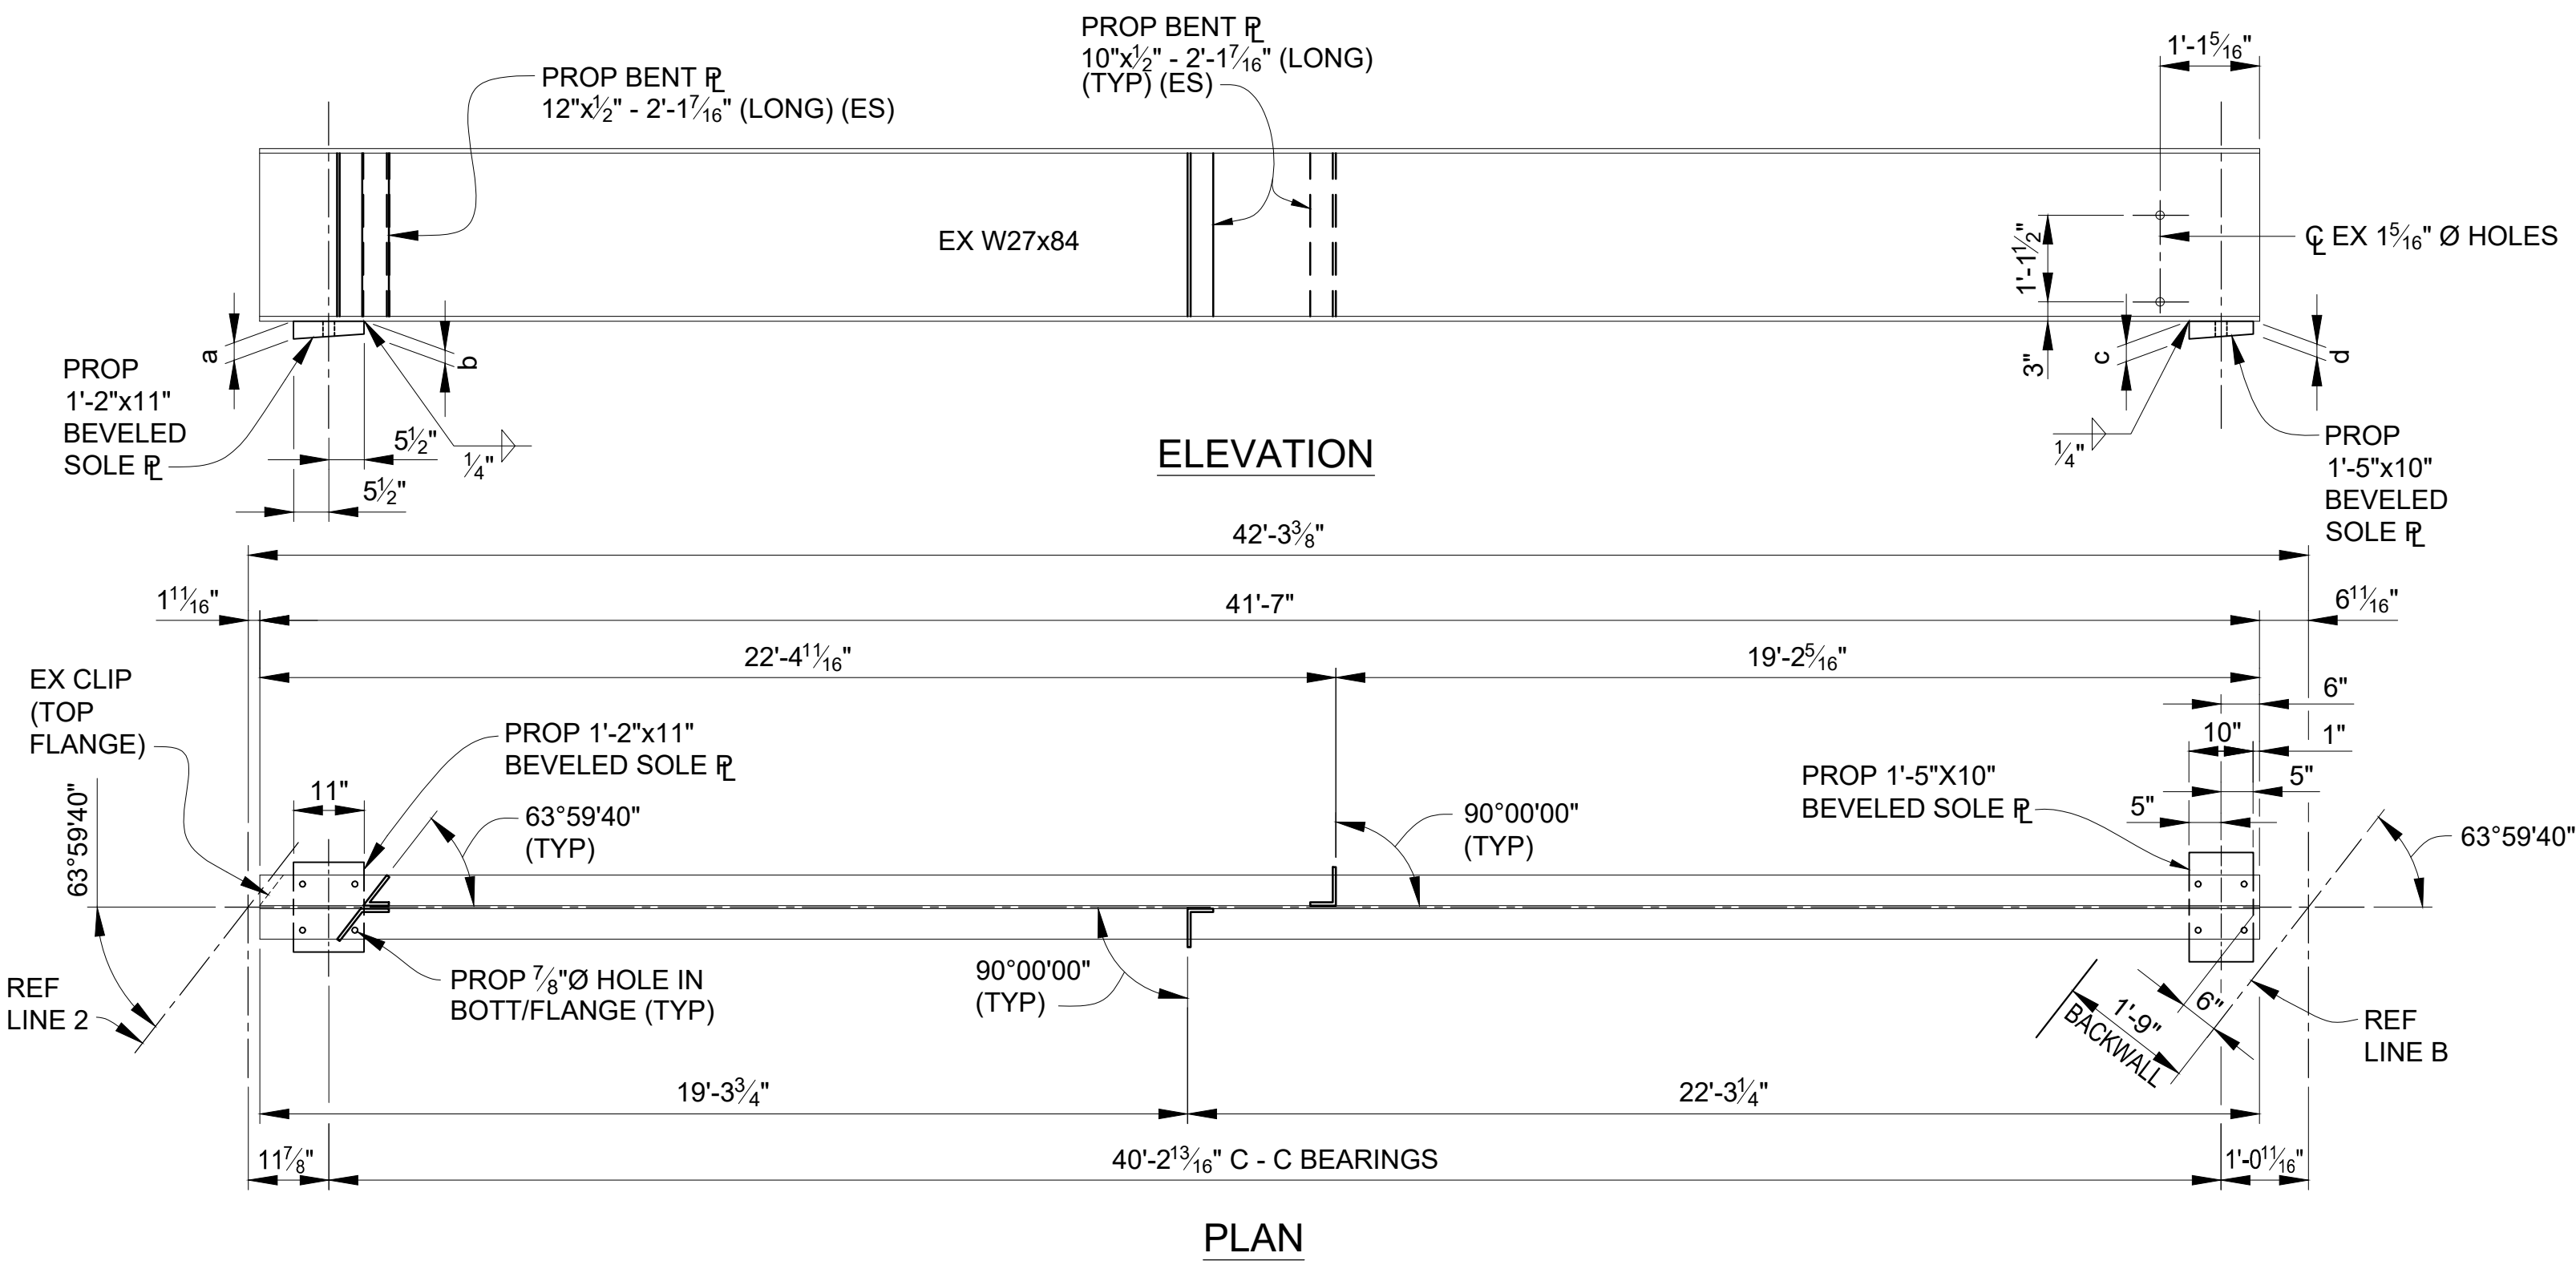 PROP BENT ℄
10"x½" - 2'-1⁷⁄₁₆" (LONG)
(TYP) (ES)
1'-1⁵⁄₁₆"
PROP BENT PL
12"x½" - 2'-1⁷⁄₁₆" (LONG) (ES)
EX W27x84
1'-1½"
3"
CL EX 1⁵⁄₁₆" Ø HOLES
a
b
c
d
PROP
1'-2"x11"
BEVELED
SOLE PL
5½"
5½"
¼"
¼"
PROP
1'-5"x10"
BEVELED
SOLE PL
ELEVATION
42'-3⅜"
1¹¹⁄₁₆"
41'-7"
6¹¹⁄₁₆"
22'-4¹¹⁄₁₆"
19'-2⁵⁄₁₆"
EX CLIP
(TOP
FLANGE)
6"
10"
1"
5"
5"
PROP 1'-2"x11"
BEVELED SOLE PL
11"
63°59'40"
63°59'40"
(TYP)
90°00'00"
(TYP)
PROP 1'-5"X10"
BEVELED SOLE PL
63°59'40"
REF
LINE 2
PROP ⅞"Ø HOLE IN
BOTT/FLANGE (TYP)
90°00'00"
(TYP)
6"
1'-9"
BACKWALL
REF
LINE B
19'-3¾"
22'-3¼"
11⅞"
40'-2¹³⁄₁₆" C - C BEARINGS
1'-0¹¹⁄₁₆"
PLAN